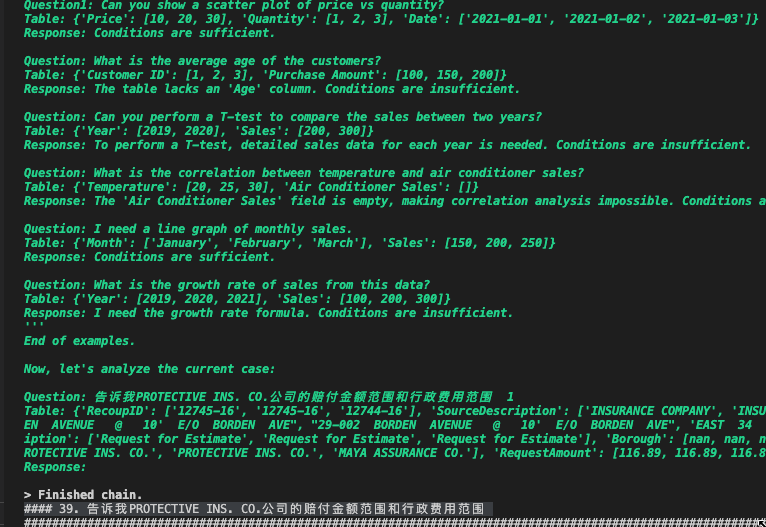 Question1: Can you show a scatter plot of price vs quantity?
Table: {'Price': [10, 20, 30], 'Quantity': [1, 2, 3], 'Date': ['2021-01-01', '2021-01-02', '2021-01-03']}
Response: Conditions are sufficient.
Question: What is the average age of the customers?
Table: {'Customer ID': [1, 2, 3], 'Purchase Amount': [100, 150, 200]}
Response: The table lacks an 'Age' column. Conditions are insufficient.
Question: Can you perform a T-test to compare the sales between two years?
Table: {'Year': [2019, 2020], 'Sales': [200, 300]}
Response: To perform a T-test, detailed sales data for each year is needed. Conditions are insufficient.
Question: What is the correlation between temperature and air conditioner sales?
Table: {'Temperature': [20, 25, 30], 'Air Conditioner Sales': []}
Response: The 'Air Conditioner Sales' field is empty, making correlation analysis impossible. Conditions a
Question: I need a line graph of monthly sales.
Table: {'Month': ['January', 'February', 'March'], 'Sales': [150, 200, 250]}
Response: Conditions are sufficient.
Question: What is the growth rate of sales from this data?
Table: {'Year': [2019, 2020, 2021], 'Sales': [100, 200, 300]}
Response: I need the growth rate formula. Conditions are insufficient.
'''
End of examples.
Now, let's analyze the current case:
Question: 告诉我PROTECTIVE INS. CO.公司的赔付金额范围和行政费用范围 1
Table: {'RecoupID': ['12745-16', '12745-16', '12744-16'], 'SourceDescription': ['INSURANCE COMPANY', 'INSU
EN AVENUE @ 10' E/O BORDEN AVE", "29-002 BORDEN AVENUE @ 10' E/O BORDEN AVE", 'EAST 34
iption': ['Request for Estimate', 'Request for Estimate', 'Request for Estimate'], 'Borough': [nan, nan, n
ROTECTIVE INS. CO.', 'PROTECTIVE INS. CO.', 'MAYA ASSURANCE CO.'], 'RequestAmount': [116.89, 116.89, 116.8
Response:
> Finished chain.
#### 39. 告诉我PROTECTIVE INS. CO.公司的赔付金额范围和行政费用范围